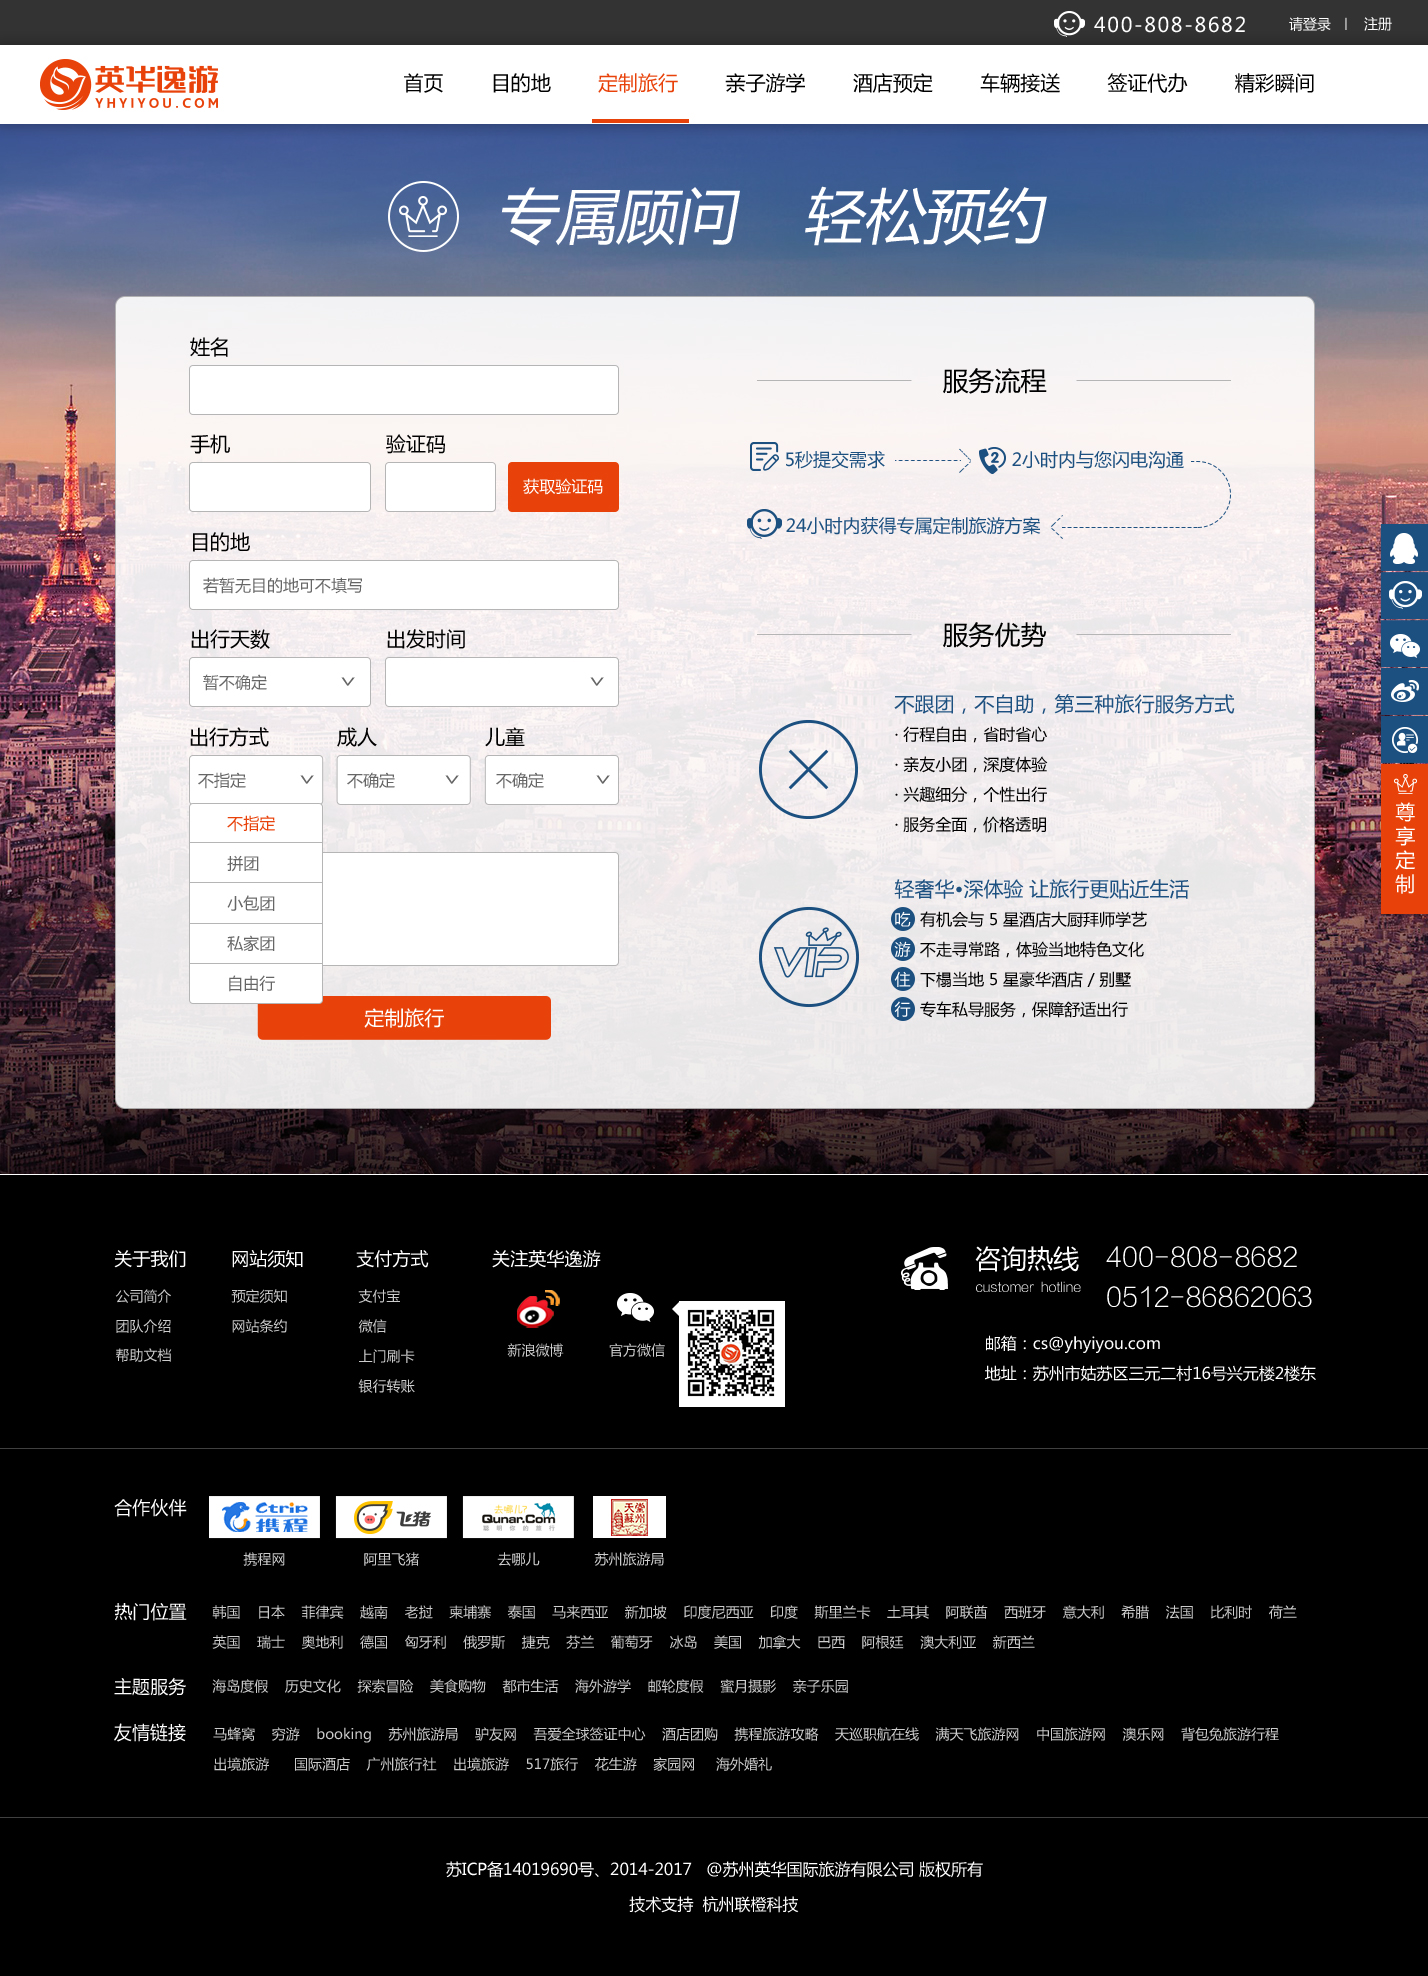 400-808-8682 请登录 | 注册
英华逸游
YHYIYOU.COM
首页 目的地 定制旅行 亲子游学 酒店预定 车辆接送 签证代办 精彩瞬间
专属顾问 轻松预约
姓名
手机 验证码
获取验证码
目的地
若暂无目的地可不填写
出行天数 出发时间
暂不确定
出行方式 成人 儿童
不指定 不确定 不确定
不指定
拼团
小包团
私家团
自由行
定制旅行
服务流程
5秒提交需求 2小时内与您闪电沟通
24小时内获得专属定制旅游方案
服务优势
不跟团，不自助，第三种旅行服务方式
· 行程自由，省时省心
· 亲友小团，深度体验
· 兴趣细分，个性出行
· 服务全面，价格透明
轻奢华•深体验 让旅行更贴近生活
VIP
吃 有机会与 5 星酒店大厨拜师学艺
游 不走寻常路，体验当地特色文化
住 下榻当地 5 星豪华酒店 / 别墅
行 专车私导服务，保障舒适出行
尊享定制
关于我们 网站须知 支付方式 关注英华逸游
公司简介 预定须知 支付宝
团队介绍 网站条约 微信
帮助文档 上门刷卡
银行转账
新浪微博 官方微信
咨询热线 400-808-8682
customer hotline 0512-86862063
邮箱：cs@yhyiyou.com
地址：苏州市姑苏区三元二村16号兴元楼2楼东
合作伙伴
Ctrip 携程
飞猪
去哪儿?
Qunar.Com
聪明你的旅行
携程网 阿里飞猪 去哪儿 苏州旅游局
热门位置 韩国 日本 菲律宾 越南 老挝 柬埔寨 泰国 马来西亚 新加坡 印度尼西亚 印度 斯里兰卡 土耳其 阿联酋 西班牙 意大利 希腊 法国 比利时 荷兰
英国 瑞士 奥地利 德国 匈牙利 俄罗斯 捷克 芬兰 葡萄牙 冰岛 美国 加拿大 巴西 阿根廷 澳大利亚 新西兰
主题服务 海岛度假 历史文化 探索冒险 美食购物 都市生活 海外游学 邮轮度假 蜜月摄影 亲子乐园
友情链接 马蜂窝 穷游 booking 苏州旅游局 驴友网 吾爱全球签证中心 酒店团购 携程旅游攻略 天巡职航在线 满天飞旅游网 中国旅游网 澳乐网 背包兔旅游行程
出境旅游 国际酒店 广州旅行社 出境旅游 517旅行 花生游 家园网 海外婚礼
苏ICP备14019690号、2014-2017 @苏州英华国际旅游有限公司 版权所有
技术支持 杭州联橙科技